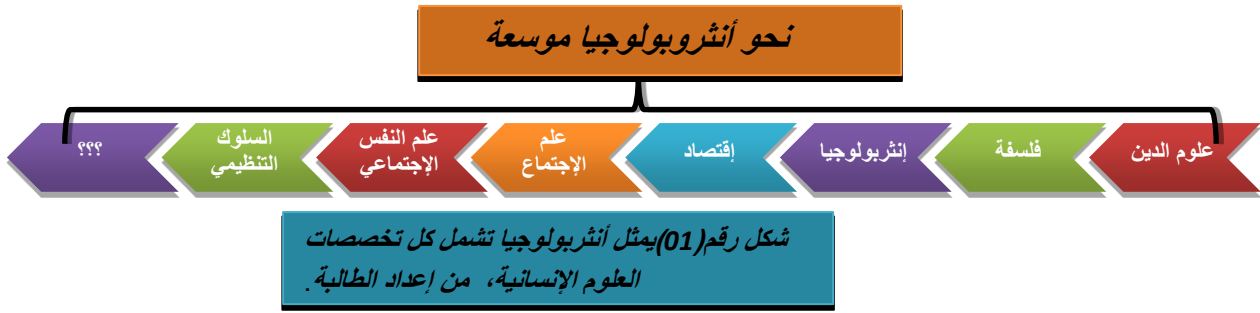 نحو أنثروبولوجيا موسعة
علوم الدين
فلسفة
إنثربولوجيا
إقتصاد
علم
الإجتماع
علم النفس
الإجتماعي
السلوك
التنظيمي
؟؟؟
شكل رقم(01)يمثل أنثربولوجيا تشمل كل تخصصات
العلوم الإنسانية، من إعداد الطالبة.